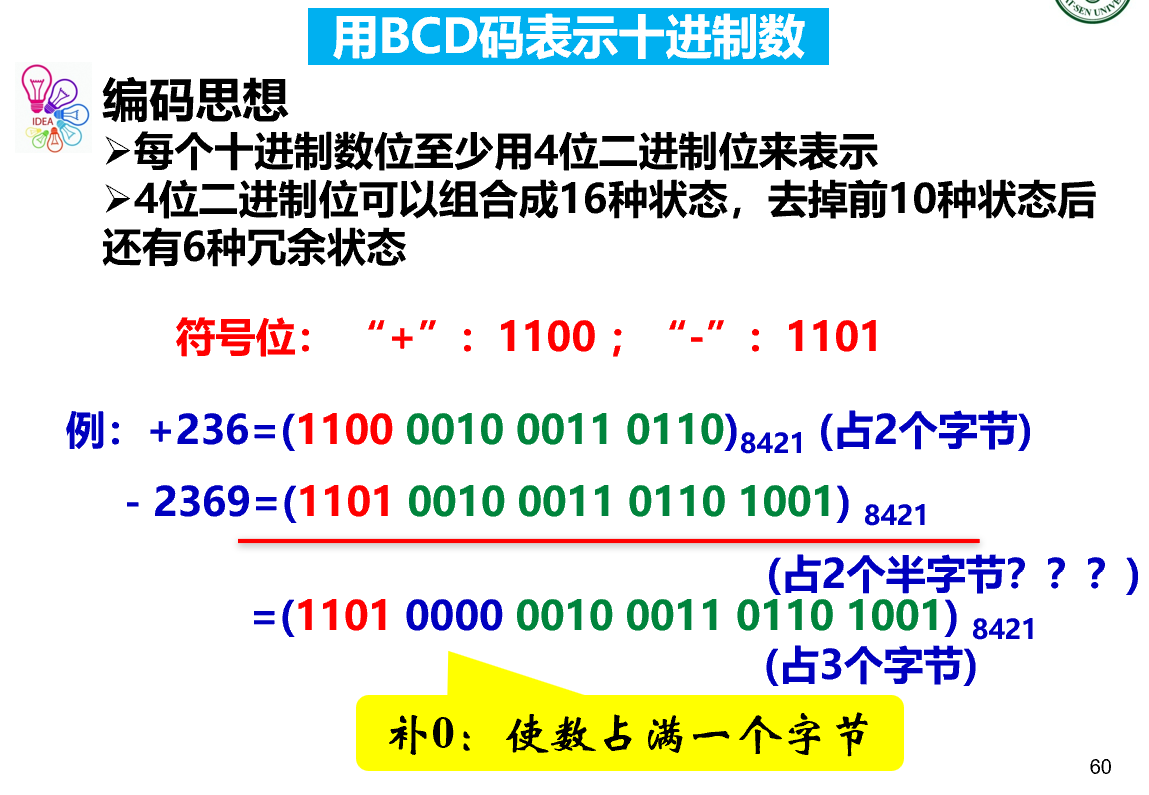 用BCD码表示十进制数
-SEN UNIV
IDEA
编码思想
➢每个十进制数位至少用4位二进制位来表示
➢4位二进制位可以组合成16种状态，去掉前10种状态后
还有6种冗余状态
符号位： “+”：1100； “-”：1101
例：+236=(1100 0010 0011 0110)8421 (占2个字节)
- 2369=(1101 0010 0011 0110 1001) 8421
(占2个半字节？？？)
=(1101 0000 0010 0011 0110 1001) 8421
(占3个字节)
补0：使数占满一个字节
60